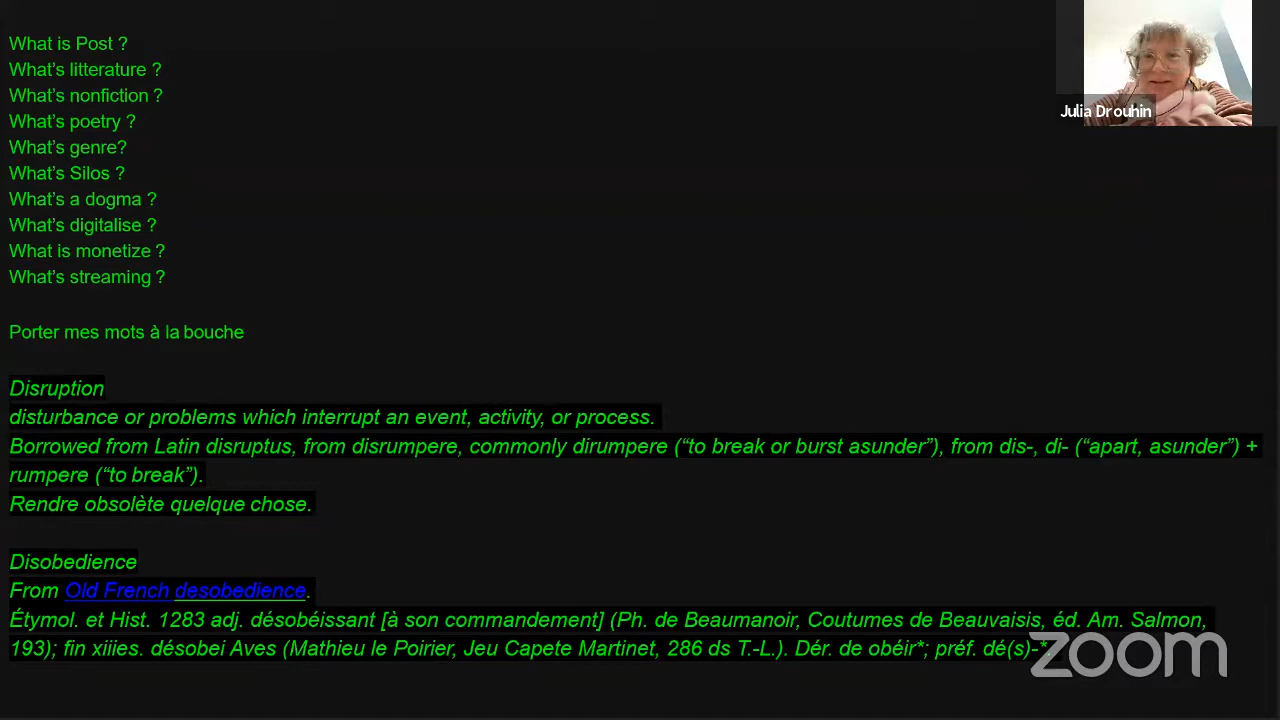 What is Post ?
What's litterature ?
What's nonfiction ?
What's poetry ?
What's genre?
What's Silos ?
What's a dogma ?
What's digitalise ?
What is monetize ?
What's streaming ?
Julia Drouhin
Porter mes mots à la bouche
Disruption
disturbance or problems which interrupt an event, activity, or process.
Borrowed from Latin disruptus, from disrumpere, commonly dirumpere (“to break or burst asunder”), from dis-, di- (“apart, asunder”) +
rumpere (“to break”).
Rendre obsolète quelque chose.
Disobedience
From Old French desobedience.
Étymol. et Hist. 1283 adj. désobéissant [à son commandement] (Ph. de Beaumanoir, Coutumes de Beauvaisis, éd. Am. Salmon,
193); fin xiiies. désobei Aves (Mathieu le Poirier, Jeu Capete Martinet, 286 ds T.-L.). Dér. de obéir*; préf. dé(s)-*
zoom